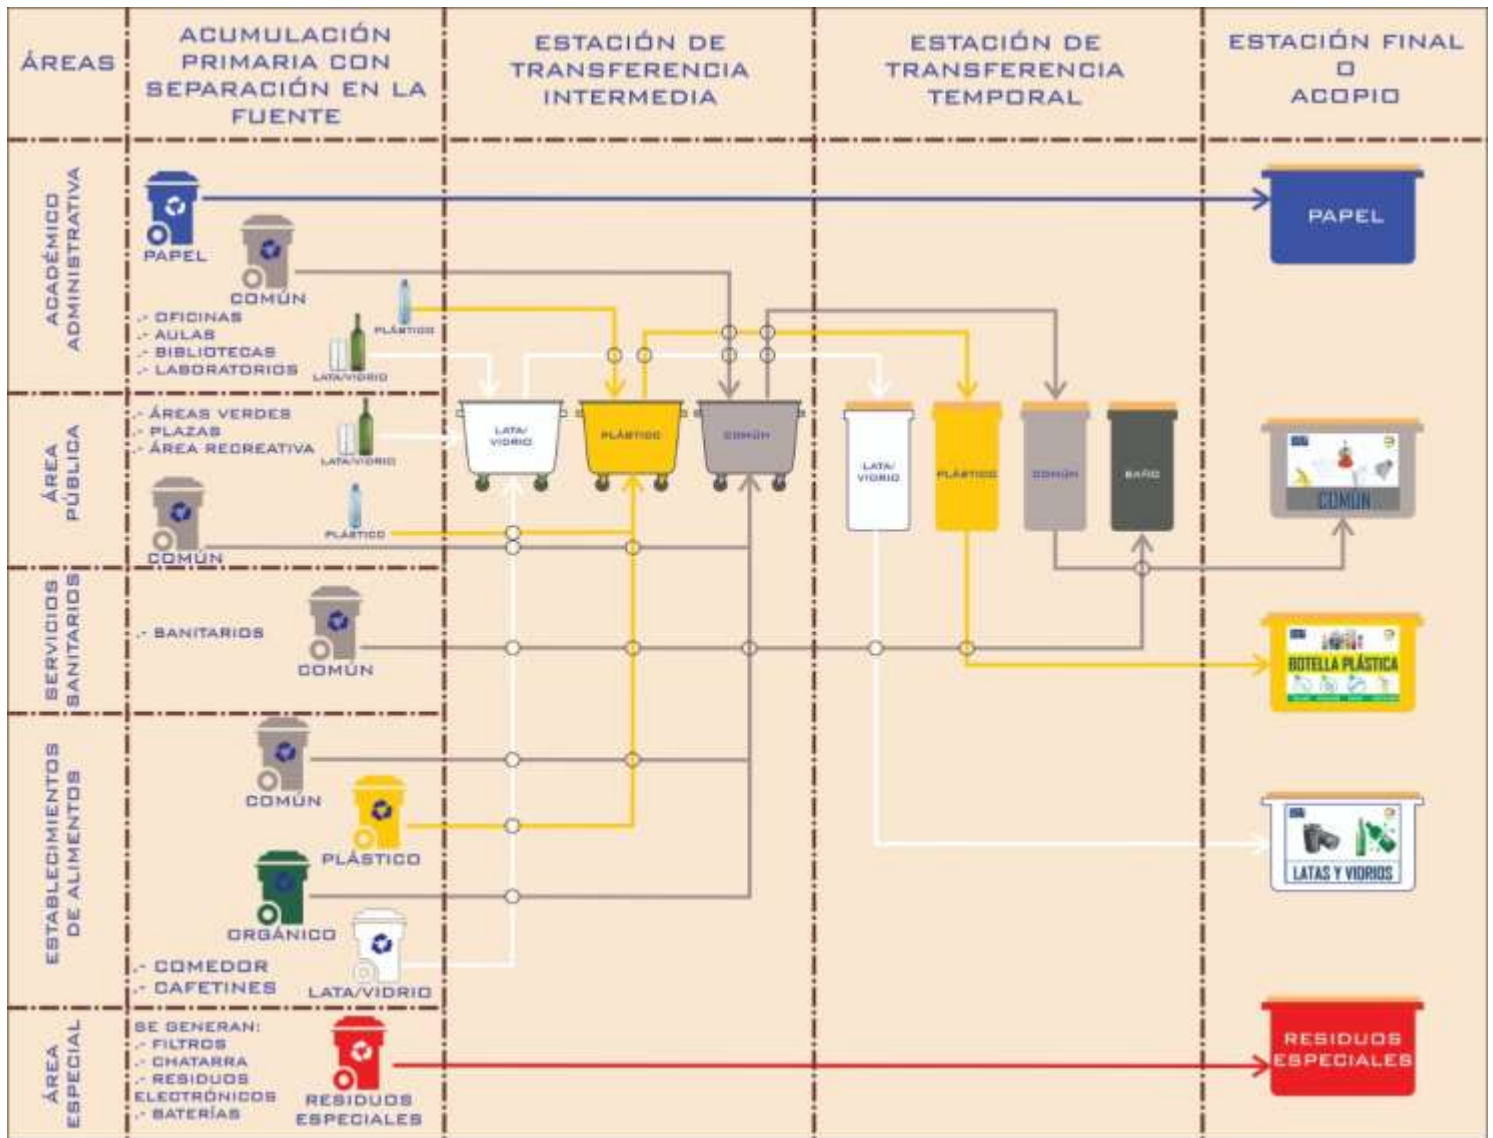 ÁREAS
ACUMULACIÓN
PRIMARIA CON
SEPARACIÓN EN LA
FUENTE
ESTACIÓN DE
TRANSFERENCIA
INTERMEDIA
ESTACIÓN DE
TRANSFERENCIA
TEMPORAL
ESTACIÓN FINAL
O
ACOPIO
ACADÉMICO
ADMINISTRATIVA
PAPEL
COMÚN
.- OFICINAS
.- AULAS
.- BIBLIOTECAS
.- LABORATORIOS
PLÁSTICO
LATA/VIDRIO
PAPEL
ÁREA
PÚBLICA
.- ÁREAS VERDES
.- PLAZAS
.- ÁREA RECREATIVA
LATA/VIDRIO
COMÚN
PLÁSTICO
LATA/
VIDRIO
PLÁSTICO
COMÚN
LATA/
VIDRIO
PLÁSTICO
COMÚN
BAÑO
COMÚN
SERVICIOS
SANITARIOS
.- SANITARIOS
COMÚN
BOTELLA PLÁSTICA
ESTABLECIMIENTOS
DE ALIMENTOS
COMÚN
PLÁSTICO
ORGÁNICO
.- COMEDOR
.- CAFETINES
LATA/VIDRIO
LATAS Y VIDRIOS
ÁREA
ESPECIAL
SE GENERAN:
.- FILTROS
.- CHATARRA
.- RESIDUOS
ELECTRÓNICOS
.- BATERÍAS
RESIDUOS
ESPECIALES
RESIDUOS
ESPECIALES